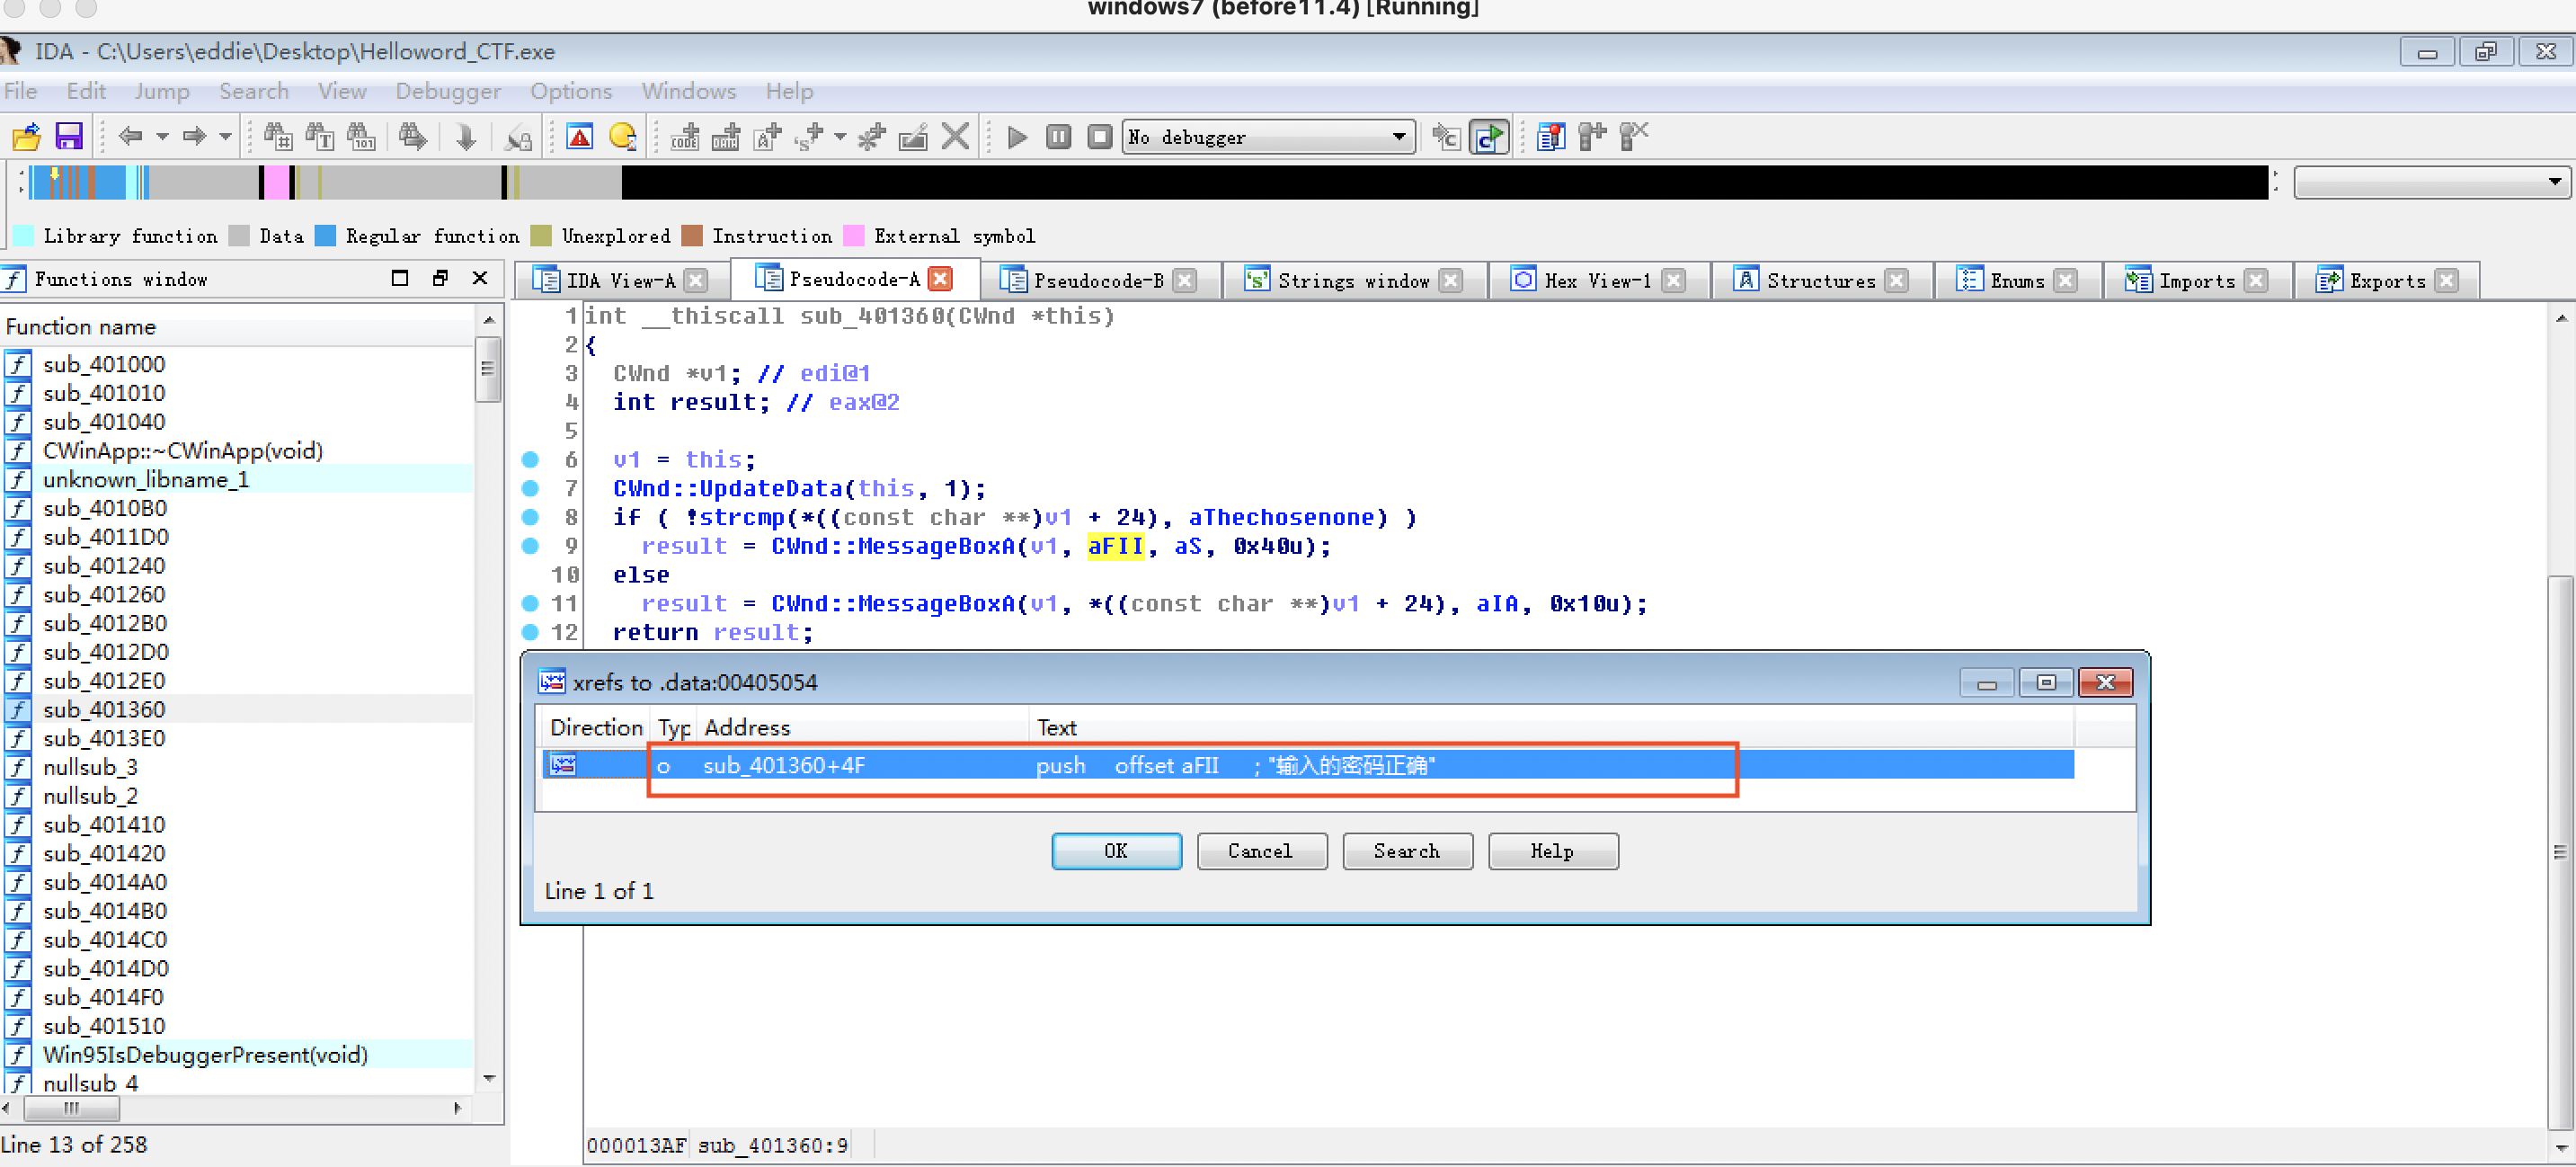 windows7 (before11.4) [Running]
IDA - C:\Users\eddie\Desktop\Helloword_CTF.exe
File Edit Jump Search View Debugger Options Windows Help
No debugger
Library function Data Regular function Unexplored Instruction External symbol
Functions window
IDA View-A Pseudocode-A Pseudocode-B Strings window Hex View-1 Structures Enums Imports Exports
Function name
sub_401000
sub_401010
sub_401040
CWinApp::~CWinApp(void)
unknown_libname_1
sub_4010B0
sub_4011D0
sub_401240
sub_401260
sub_4012B0
sub_4012D0
sub_4012E0
sub_401360
sub_4013E0
nullsub_3
nullsub_2
sub_401410
sub_401420
sub_4014A0
sub_4014B0
sub_4014C0
sub_4014D0
sub_4014F0
sub_401510
Win95IsDebuggerPresent(void)
nullsub_4
Line 13 of 258
1 int __thiscall sub_401360(CWnd *this)
2 {
3 CWnd *v1; // edi@1
4 int result; // eax@2
5
6 v1 = this;
7 CWnd::UpdateData(this, 1);
8 if ( !strcmp(*((const char **)v1 + 24), aThechosenone) )
9 result = CWnd::MessageBoxA(v1, aFII, aS, 0x40u);
10 else
11 result = CWnd::MessageBoxA(v1, *((const char **)v1 + 24), aIA, 0x10u);
12 return result;
xrefs to .data:00405054
Direction Typ Address Text
o sub_401360+4F push offset aFII ; "输入的密码正确"
OK Cancel Search Help
Line 1 of 1
000013AF sub_401360:9